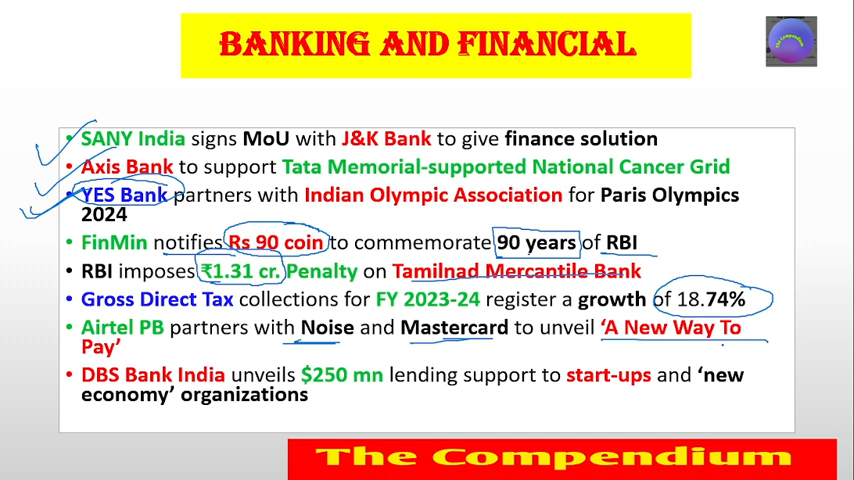 BANKING AND FINANCIAL
The Compendium
• SANY India signs MoU with J&K Bank to give finance solution
• Axis Bank to support Tata Memorial-supported National Cancer Grid
• YES Bank partners with Indian Olympic Association for Paris Olympics
2024
• FinMin notifies Rs 90 coin to commemorate 90 years of RBI
• RBI imposes ₹1.31 cr. Penalty on Tamilnad Mercantile Bank
• Gross Direct Tax collections for FY 2023-24 register a growth of 18.74%
• Airtel PB partners with Noise and Mastercard to unveil ‘A New Way To
Pay’
• DBS Bank India unveils $250 mn lending support to start-ups and ‘new
economy’ organizations
The Compendium